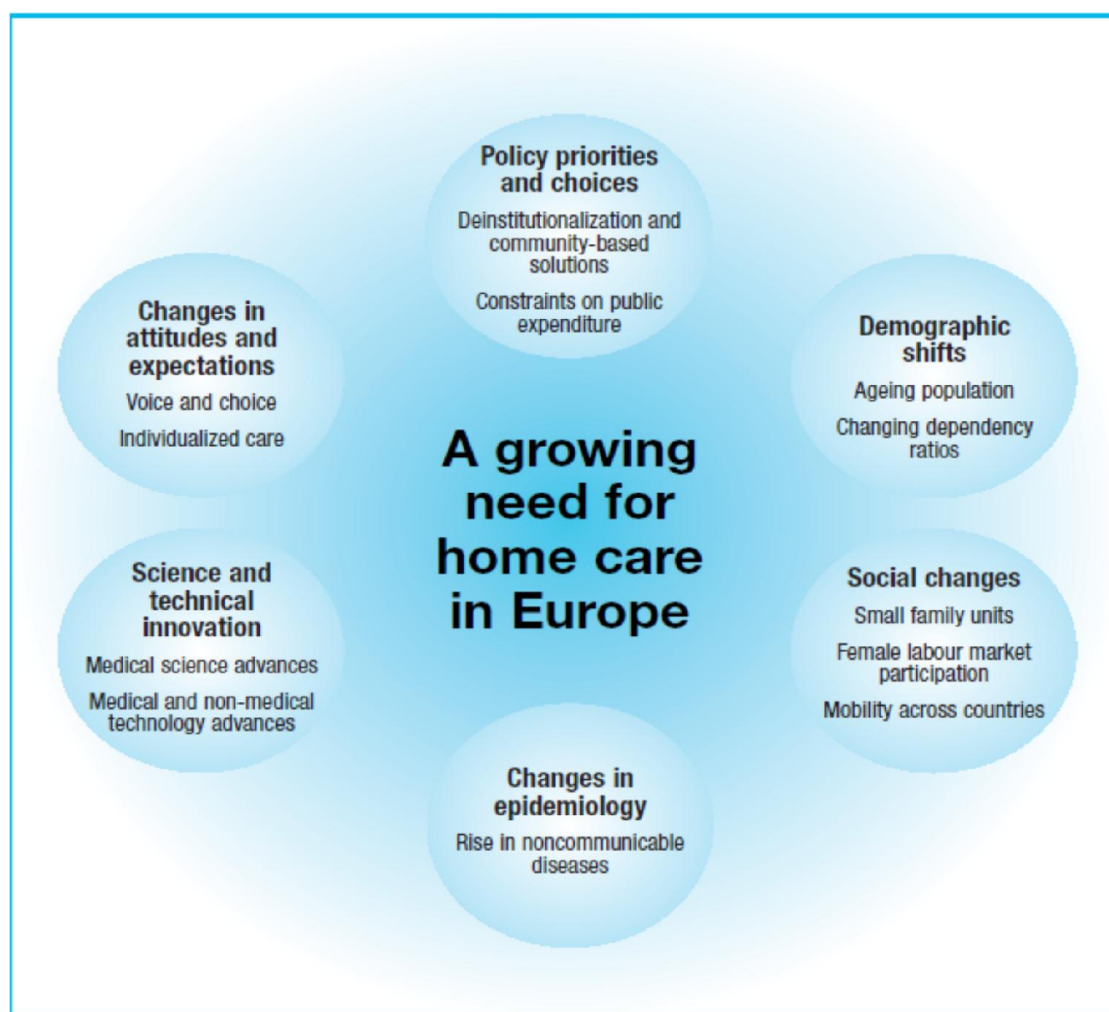 Policy priorities
and choices
Deinstitutionalization and
community-based
solutions
Constraints on public
expenditure
Changes in
attitudes and
expectations
Voice and choice
Individualized care
Demographic
shifts
Ageing population
Changing dependency
ratios
A growing
need for
home care
in Europe
Science and
technical
innovation
Medical science advances
Medical and non-medical
technology advances
Social changes
Small family units
Female labour market
participation
Mobility across countries
Changes in
epidemiology
Rise in noncommunicable
diseases